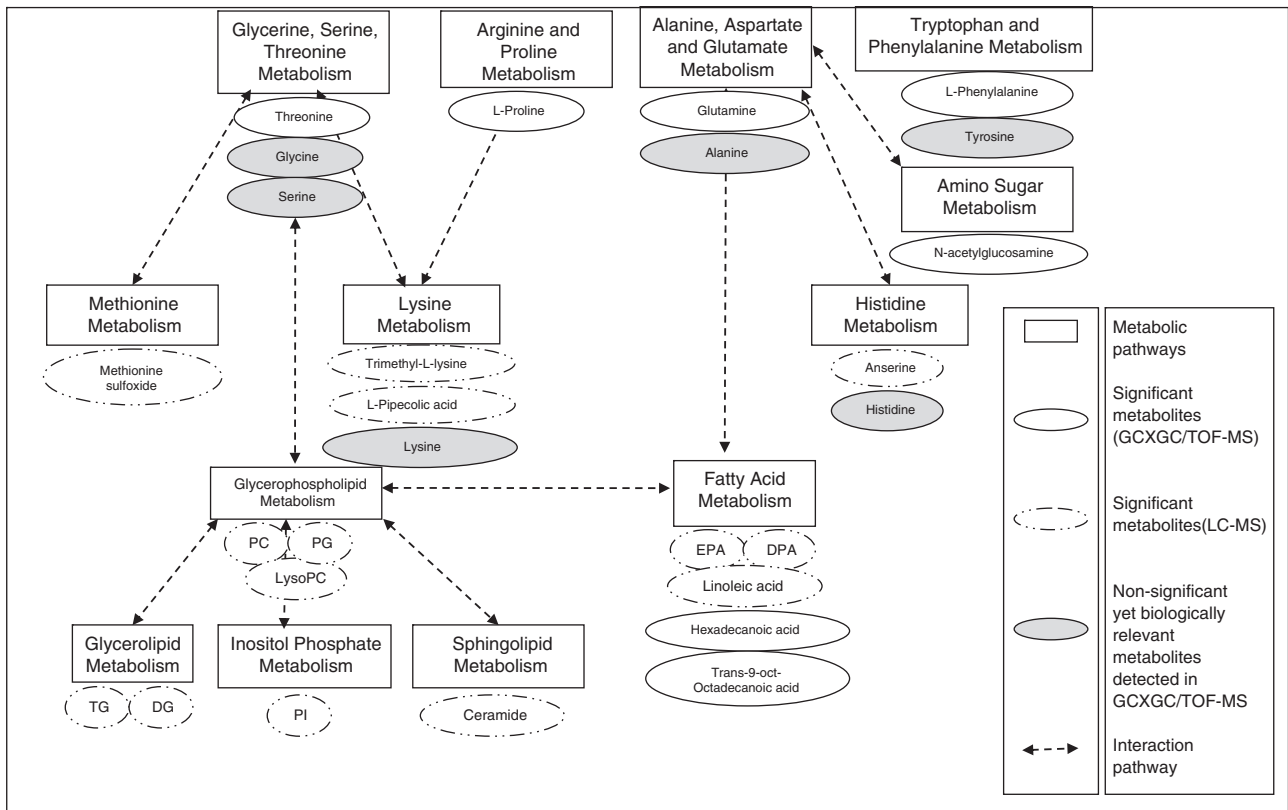 Glycerine, Serine,
Threonine
Metabolism
Threonine
Glycine
Serine
Arginine and
Proline
Metabolism
L-Proline
Alanine, Aspartate
and Glutamate
Metabolism
Glutamine
Alanine
Tryptophan and
Phenylalanine Metabolism
L-Phenylalanine
Tyrosine
Amino Sugar
Metabolism
N-acetylglucosamine
Methionine
Metabolism
Methionine
sulfoxide
Lysine
Metabolism
Trimethyl-L-lysine
L-Pipecolic acid
Lysine
Histidine
Metabolism
Anserine
Histidine
Glycerophospholipid
Metabolism
PC
PG
LysoPC
Fatty Acid
Metabolism
EPA
DPA
Linoleic acid
Hexadecanoic acid
Trans-9-oct-
Octadecanoic acid
Glycerolipid
Metabolism
TG
DG
Inositol Phosphate
Metabolism
PI
Sphingolipid
Metabolism
Ceramide
Metabolic
pathways
Significant
metabolites
(GCXGC/TOF-MS)
Significant
metabolites(LC-MS)
Non-significant
yet biologically
relevant
metabolites
detected in
GCXGC/TOF-MS
Interaction
pathway